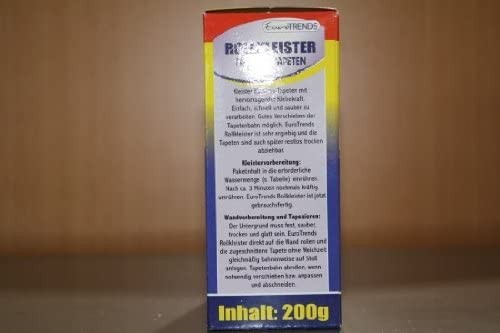 EuroTRENDS
ROLLKLEISTER
TAPETEN
Kleister Tapeten mit
hervorragender Klebekraft.
Einfach, schnell und sauber zu
verarbeiten. Gutes Verschieben der
Tapetenbahn möglich. EuroTrends
Rollkleister ist sehr ergiebig und die
Tapeten sind auch später restlos trocken
abziehbar.
Kleistervorbereitung:
Paketinhalt in die erforderliche
Wassermenge (s. Tabelle) einrühren.
Nach ca. 3 Minuten nochmals kräftig
umrühren. EuroTrends Rollkleister ist jetzt
gebrauchsfertig.
Wandvorbereitung und Tapezieren:
Der Untergrund muss fest, sauber,
trocken und glatt sein. EuroTrends
Rollkleister direkt auf die Wand rollen und
die zugeschnittene Tapete ohne Weichzeit
gleichmäßig bahnenweise auf Stoß
anlegen. Tapetenbahn abrollen, wenn
notwendig verschieben bzw. anpassen
und abschneiden.
Inhalt: 200g